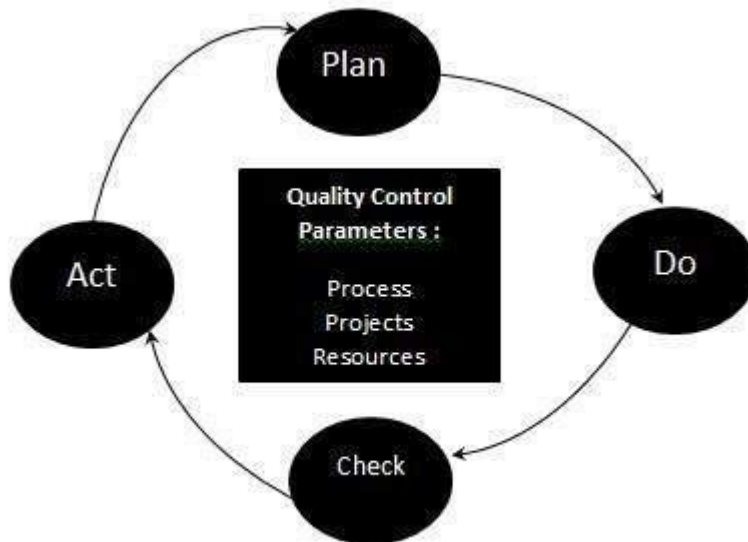 Plan
Quality Control
Parameters :
Act
Do
Process
Projects
Resources
Check